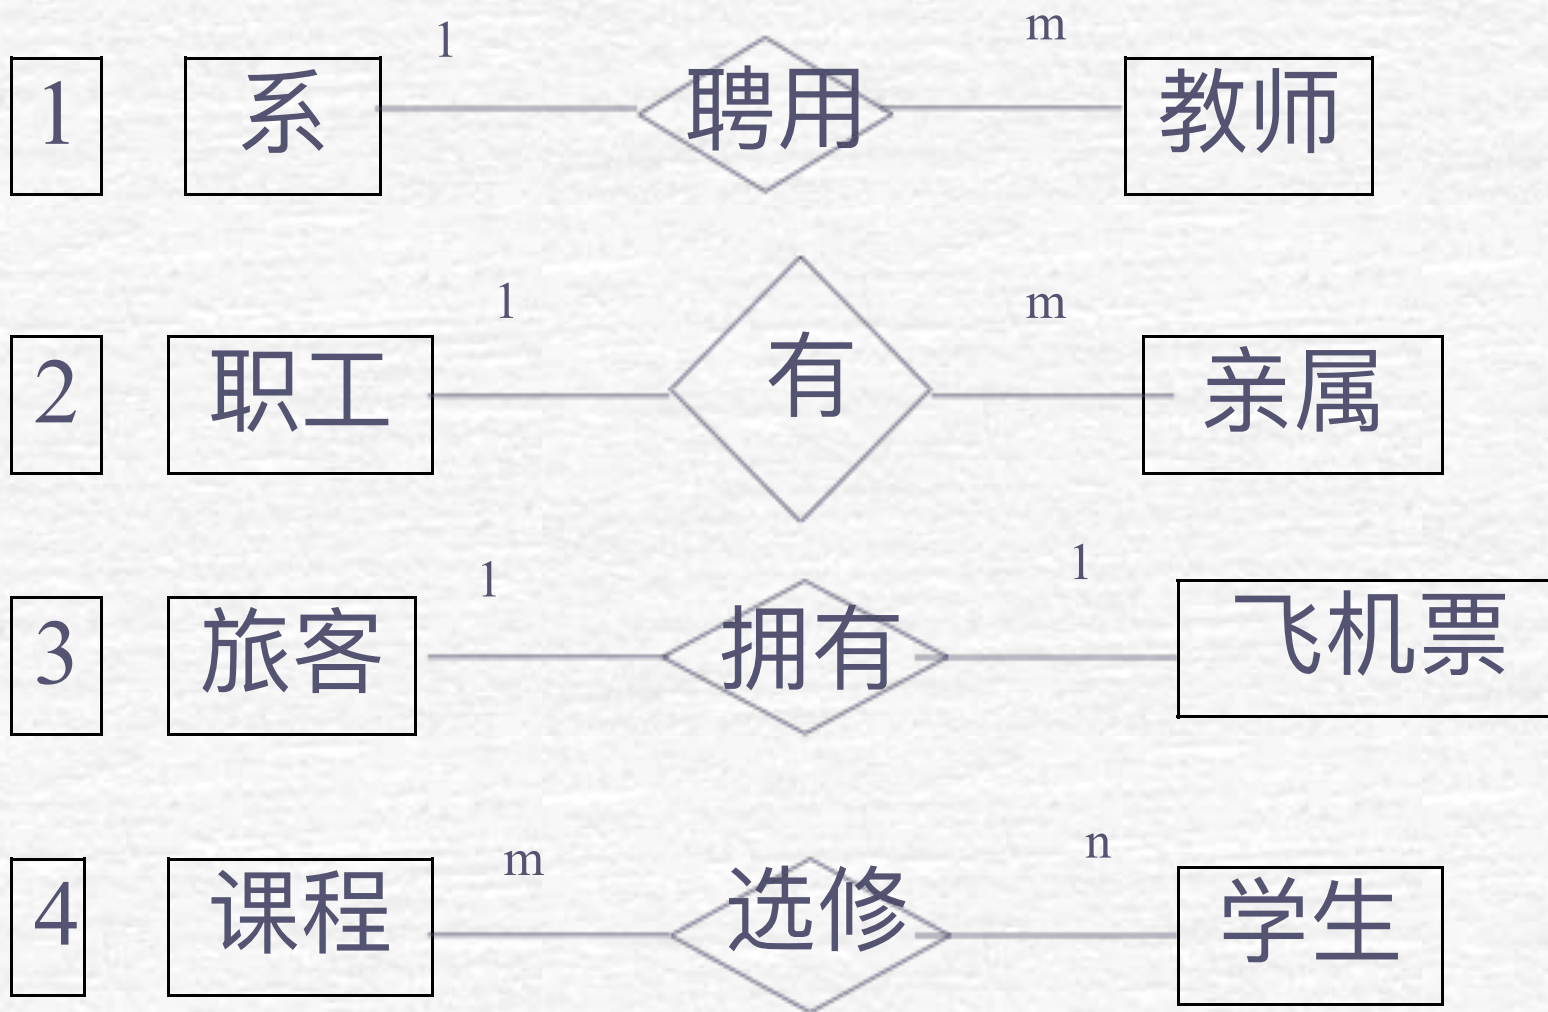 1 m
1 系 聘用 教师
1 m
2 职工 有 亲属
1 1
3 旅客 拥有 飞机票
m n
4 课程 选修 学生